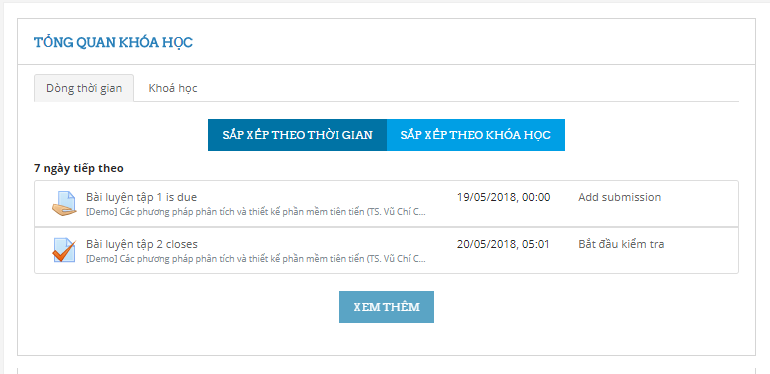 TỔNG QUAN KHÓA HỌC
Dòng thời gian Khoá học
SẮP XẾP THEO THỜI GIAN SẮP XẾP THEO KHÓA HỌC
7 ngày tiếp theo
Bài luyện tập 1 is due 19/05/2018, 00:00 Add submission
[Demo] Các phương pháp phân tích và thiết kế phần mềm tiên tiến (TS. Vũ Chí C...
Bài luyện tập 2 closes 20/05/2018, 05:01 Bắt đầu kiểm tra
[Demo] Các phương pháp phân tích và thiết kế phần mềm tiên tiến (TS. Vũ Chí C...
XEM THÊM